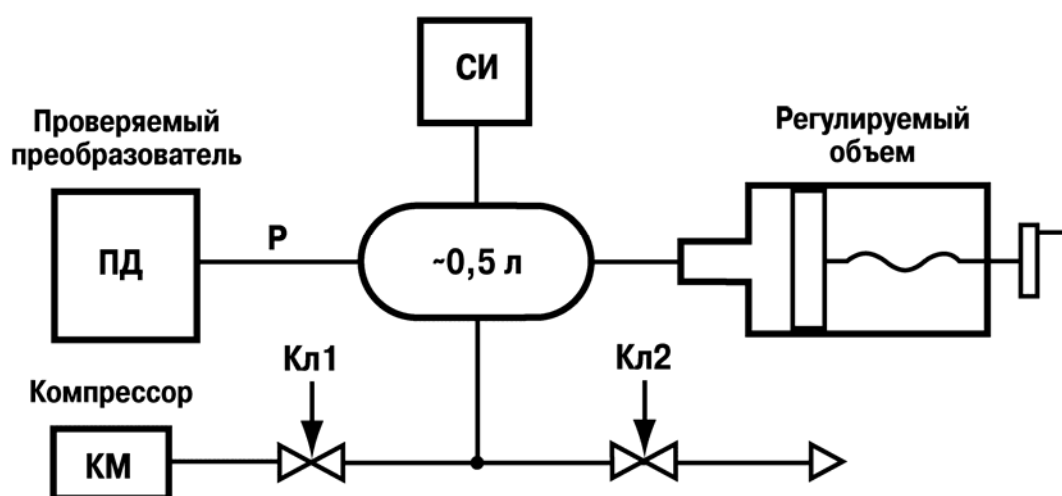 СИ
Проверяемый
преобразователь
Регулируемый
объем
ПД
Р
~0,5 л
Кл1
Кл2
Компрессор
КМ